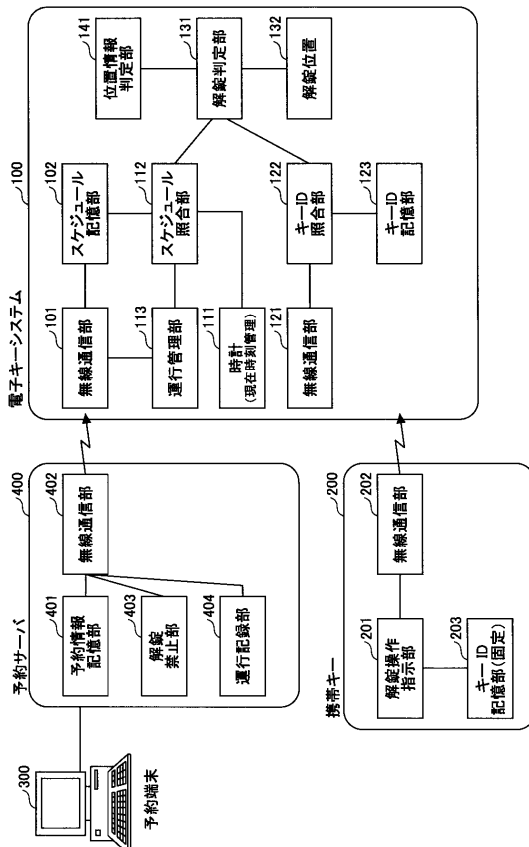 300
予約端末
予約サーバ
400
401
予約情報
記憶部
402
無線通信部
403
解錠
禁止部
404
運行記録部
携帯キー
200
201
解錠操作
指示部
202
無線通信部
203
キーID
記憶部(固定)
電子キーシステム
100
101
無線通信部
102
スケジュール
記憶部
141
位置情報
判定部
113
運行管理部
112
スケジュール
照合部
131
解錠判定部
111
時計
(現在時刻管理)
132
解錠位置
121
無線通信部
122
キーID
照合部
123
キーID
記憶部